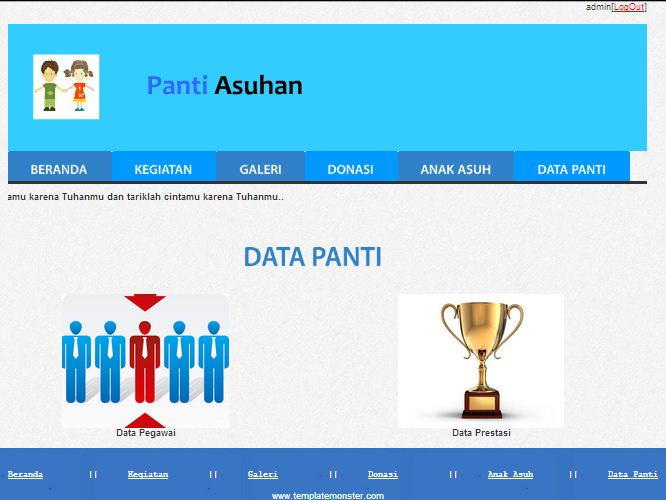 admin[LogOut]
Panti Asuhan
BERANDA KEGIATAN GALERI DONASI ANAK ASUH DATA PANTI
amu karena Tuhanmu dan tariklah cintamu karena Tuhanmu..
DATA PANTI
Data Pegawai Data Prestasi
Beranda || Kegiatan || Galeri || Donasi || Anak Asuh || Data Panti
www.templatemonster.com